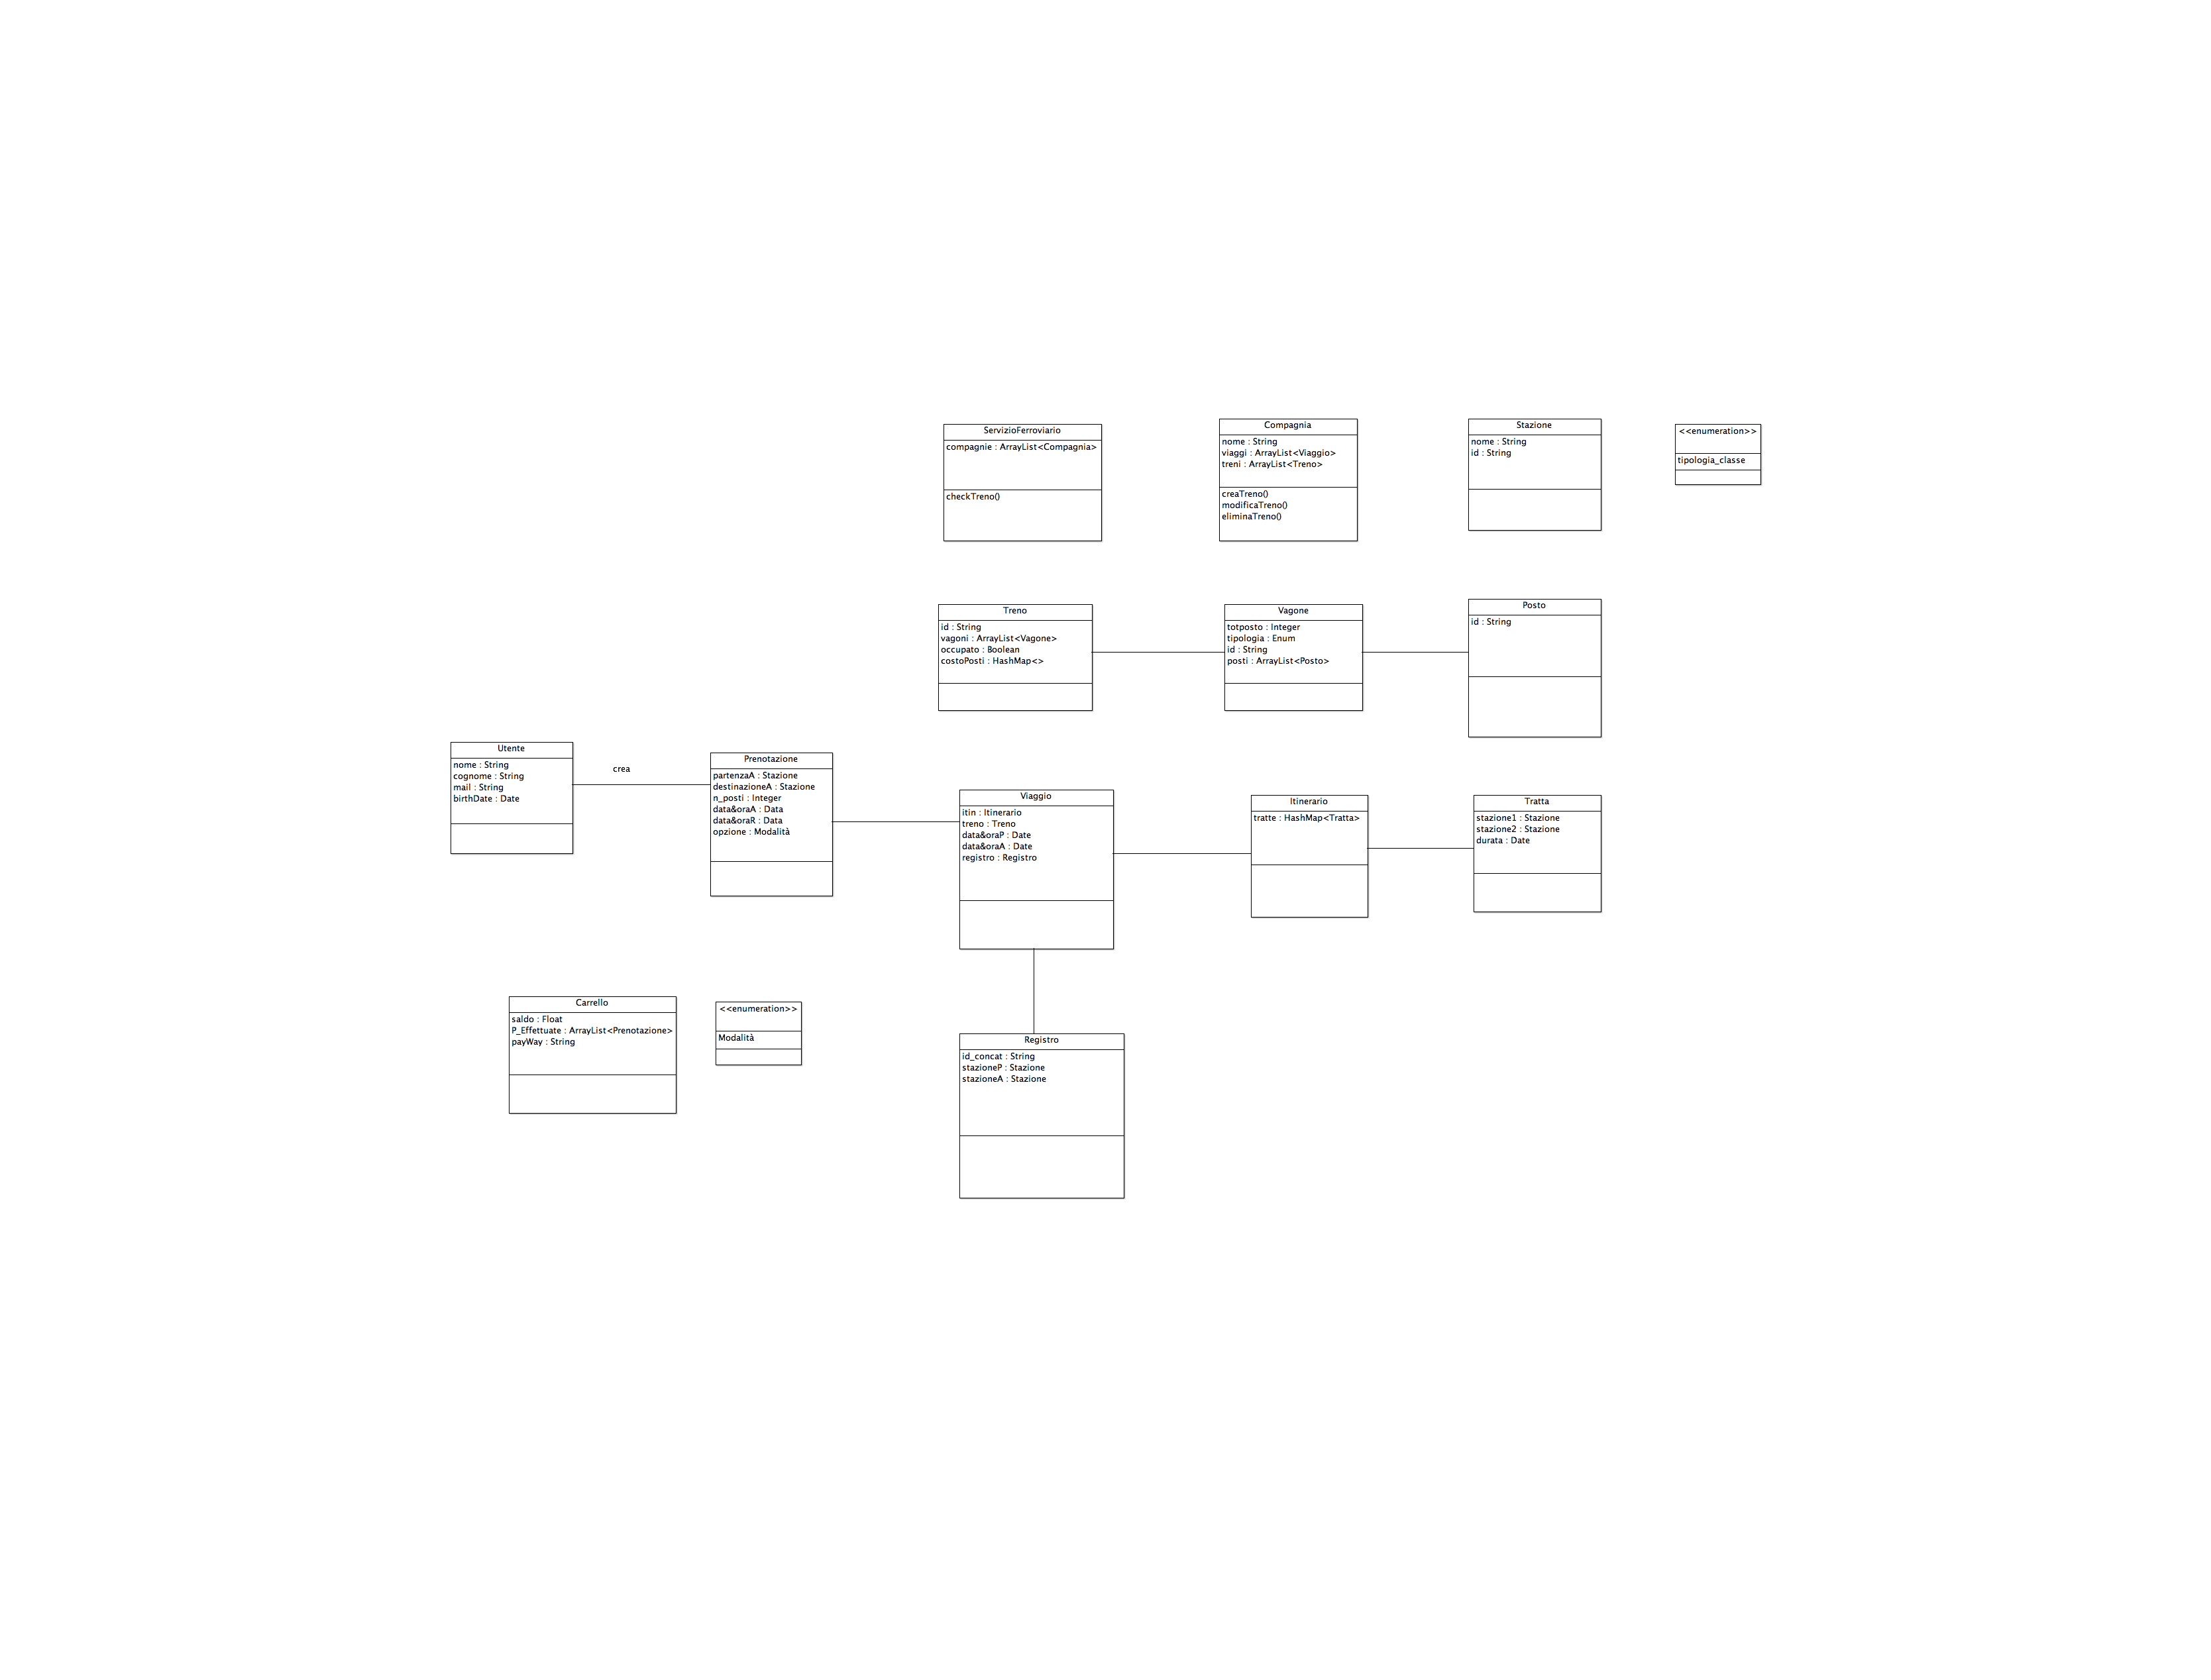 ServizioFerroviario
compagnie : ArrayList<Compagnia>
checkTreno()
Compagnia
nome : String
viaggi : ArrayList<Viaggio>
treni : ArrayList<Treno>
creaTreno()
modificaTreno()
eliminaTreno()
Stazione
nome : String
id : String
<<enumeration>>
tipologia_classe
Treno
id : String
vagoni : ArrayList<Vagone>
occupato : Boolean
costoPosti : HashMap<>
Vagone
totposto : Integer
tipologia : Enum
id : String
posti : ArrayList<Posto>
Posto
id : String
Utente
nome : String
cognome : String
mail : String
birthDate : Date
crea
Prenotazione
partenzaA : Stazione
destinazioneA : Stazione
n_posti : Integer
data&oraA : Data
data&oraR : Data
opzione : Modalità
Viaggio
itin : Itinerario
treno : Treno
data&oraP : Date
data&oraA : Date
registro : Registro
Itinerario
tratte : HashMap<Tratta>
Tratta
stazione1 : Stazione
stazione2 : Stazione
durata : Date
Carrello
saldo : Float
P_Effettuate : ArrayList<Prenotazione>
payWay : String
<<enumeration>>
Modalità
Registro
id_concat : String
stazioneP : Stazione
stazioneA : Stazione